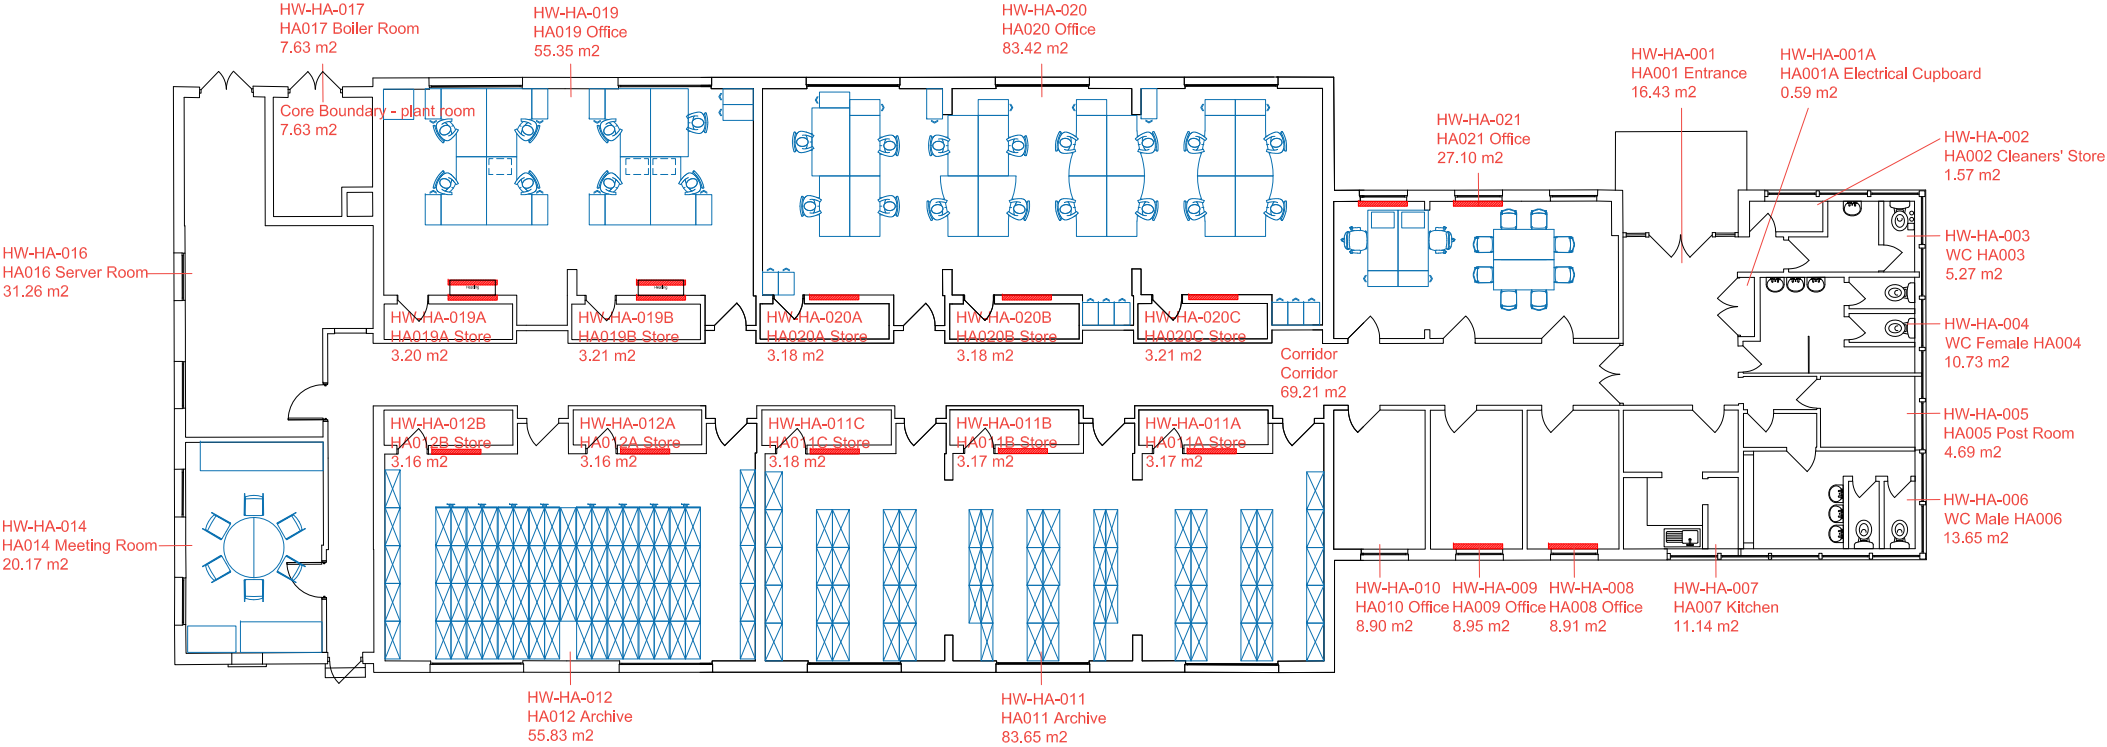 HW-HA-017
HA017 Boiler Room
7.63 m2
Core Boundary - plant room
7.63 m2
HW-HA-019
HA019 Office
55.35 m2
HW-HA-020
HA020 Office
83.42 m2
HW-HA-021
HA021 Office
27.10 m2
HW-HA-001
HA001 Entrance
16.43 m2
HW-HA-001A
HA001A Electrical Cupboard
0.59 m2
HW-HA-002
HA002 Cleaners' Store
1.57 m2
HW-HA-003
WC HA003
5.27 m2
HW-HA-004
WC Female HA004
10.73 m2
HW-HA-005
HA005 Post Room
4.69 m2
HW-HA-006
WC Male HA006
13.65 m2
HW-HA-016
HA016 Server Room
31.26 m2
HW-HA-019A
HA019A Store
3.20 m2
HW-HA-019B
HA019B Store
3.21 m2
HW-HA-020A
HA020A Store
3.18 m2
HW-HA-020B
HA020B Store
3.18 m2
HW-HA-020C
HA020C Store
3.21 m2
Corridor
Corridor
69.21 m2
HW-HA-012B
HA012B Store
3.16 m2
HW-HA-012A
HA012A Store
3.16 m2
HW-HA-011C
HA011C Store
3.18 m2
HW-HA-011B
HA011B Store
3.17 m2
HW-HA-011A
HA011A Store
3.17 m2
HW-HA-014
HA014 Meeting Room
20.17 m2
HW-HA-010
HA010 Office
8.90 m2
HW-HA-009
HA009 Office
8.95 m2
HW-HA-008
HA008 Office
8.91 m2
HW-HA-007
HA007 Kitchen
11.14 m2
HW-HA-012
HA012 Archive
55.83 m2
HW-HA-011
HA011 Archive
83.65 m2